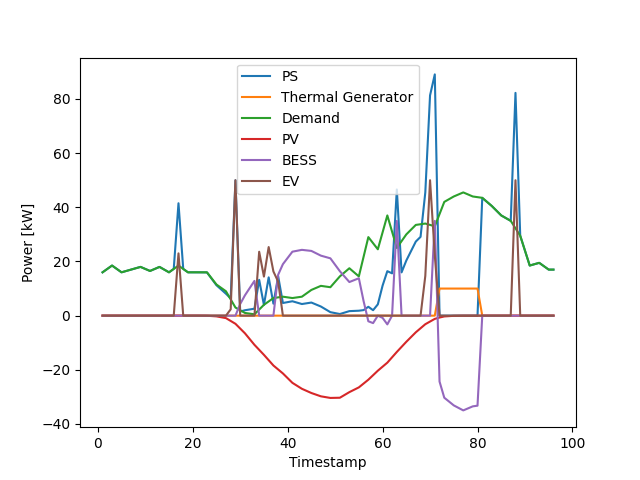 PS
Thermal Generator
Demand
PV
BESS
EV
80
60
40
20
0
−20
−40
Power [kW]
0
20
40
60
80
100
Timestamp